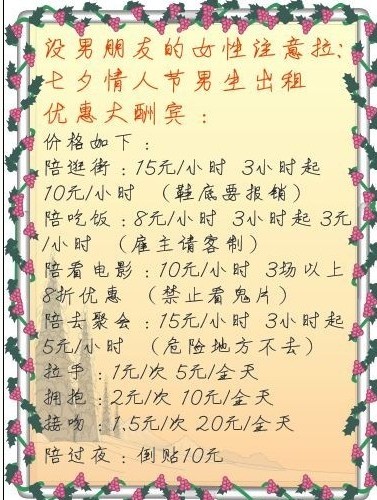 没男朋友的女性注意拉:
七夕情人节男生出租
优惠大酬宾：
价格如下：
陪逛街：15元/小时 3小时起
10元/小时 （鞋底要报销）
陪吃饭：8元/小时 3小时起 3元
/小时 （雇主请客制）
陪看电影：10元/小时 3场以上
8折优惠 （禁止看鬼片）
陪去聚会：15元/小时 3小时起
5元/小时 （危险地方不去）
拉手：1元/次 5元/全天
拥抱：2元/次 10元/全天
接吻：1.5元/次 20元/全天
陪过夜：倒贴10元